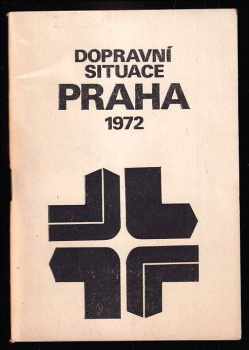 DOPRAVNÍ
SITUACE
PRAHA
1972